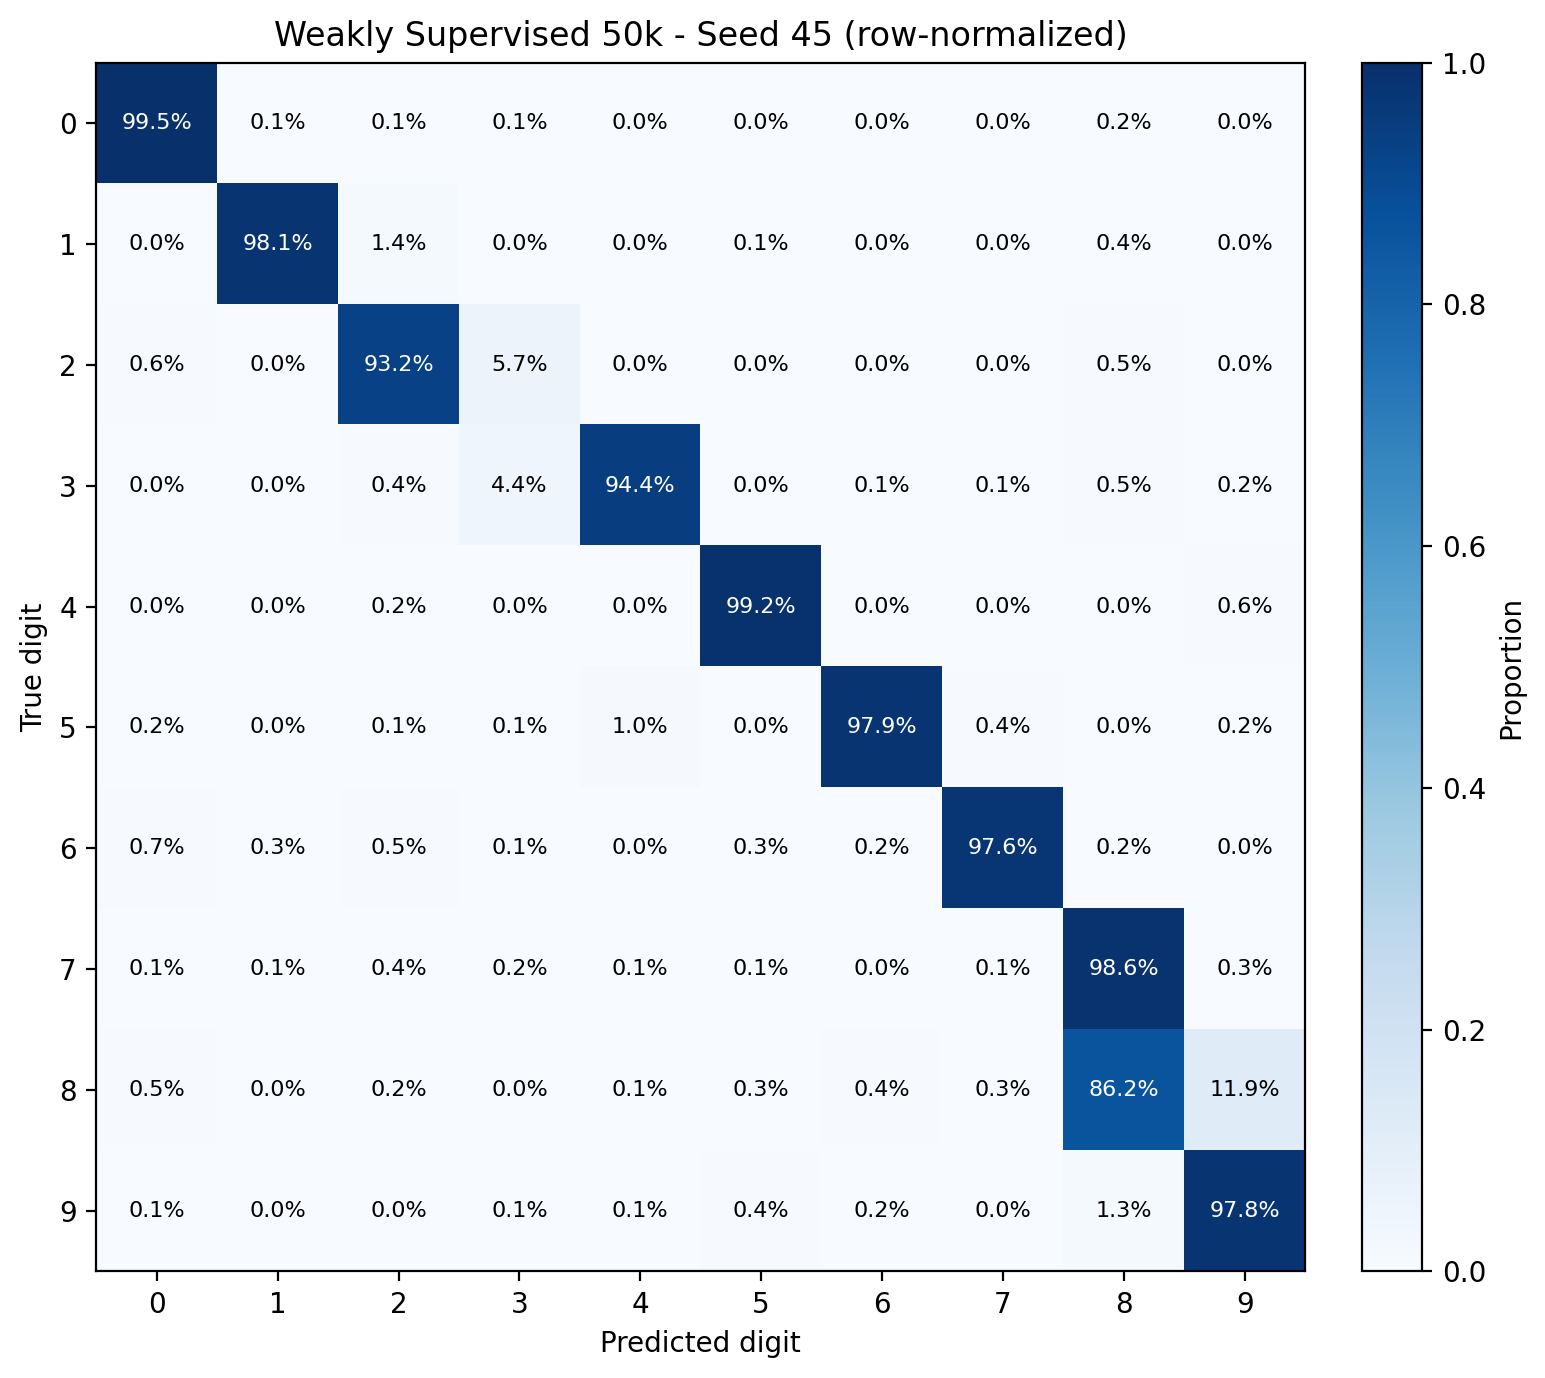 Weakly Supervised 50k - Seed 45 (row-normalized)
0 99.5% 0.1% 0.1% 0.1% 0.0% 0.0% 0.0% 0.0% 0.2% 0.0%
1 0.0% 98.1% 1.4% 0.0% 0.0% 0.1% 0.0% 0.0% 0.4% 0.0%
2 0.6% 0.0% 93.2% 5.7% 0.0% 0.0% 0.0% 0.0% 0.5% 0.0%
3 0.0% 0.0% 0.4% 4.4% 94.4% 0.0% 0.1% 0.1% 0.5% 0.2%
4 0.0% 0.0% 0.2% 0.0% 0.0% 99.2% 0.0% 0.0% 0.0% 0.6%
5 0.2% 0.0% 0.1% 0.1% 1.0% 0.0% 97.9% 0.4% 0.0% 0.2%
6 0.7% 0.3% 0.5% 0.1% 0.0% 0.3% 0.2% 97.6% 0.2% 0.0%
7 0.1% 0.1% 0.4% 0.2% 0.1% 0.1% 0.0% 0.1% 98.6% 0.3%
8 0.5% 0.0% 0.2% 0.0% 0.1% 0.3% 0.4% 0.3% 86.2% 11.9%
9 0.1% 0.0% 0.0% 0.1% 0.1% 0.4% 0.2% 0.0% 1.3% 97.8%
0 1 2 3 4 5 6 7 8 9
Predicted digit
True digit
1.0
0.8
0.6
0.4
0.2
0.0
Proportion